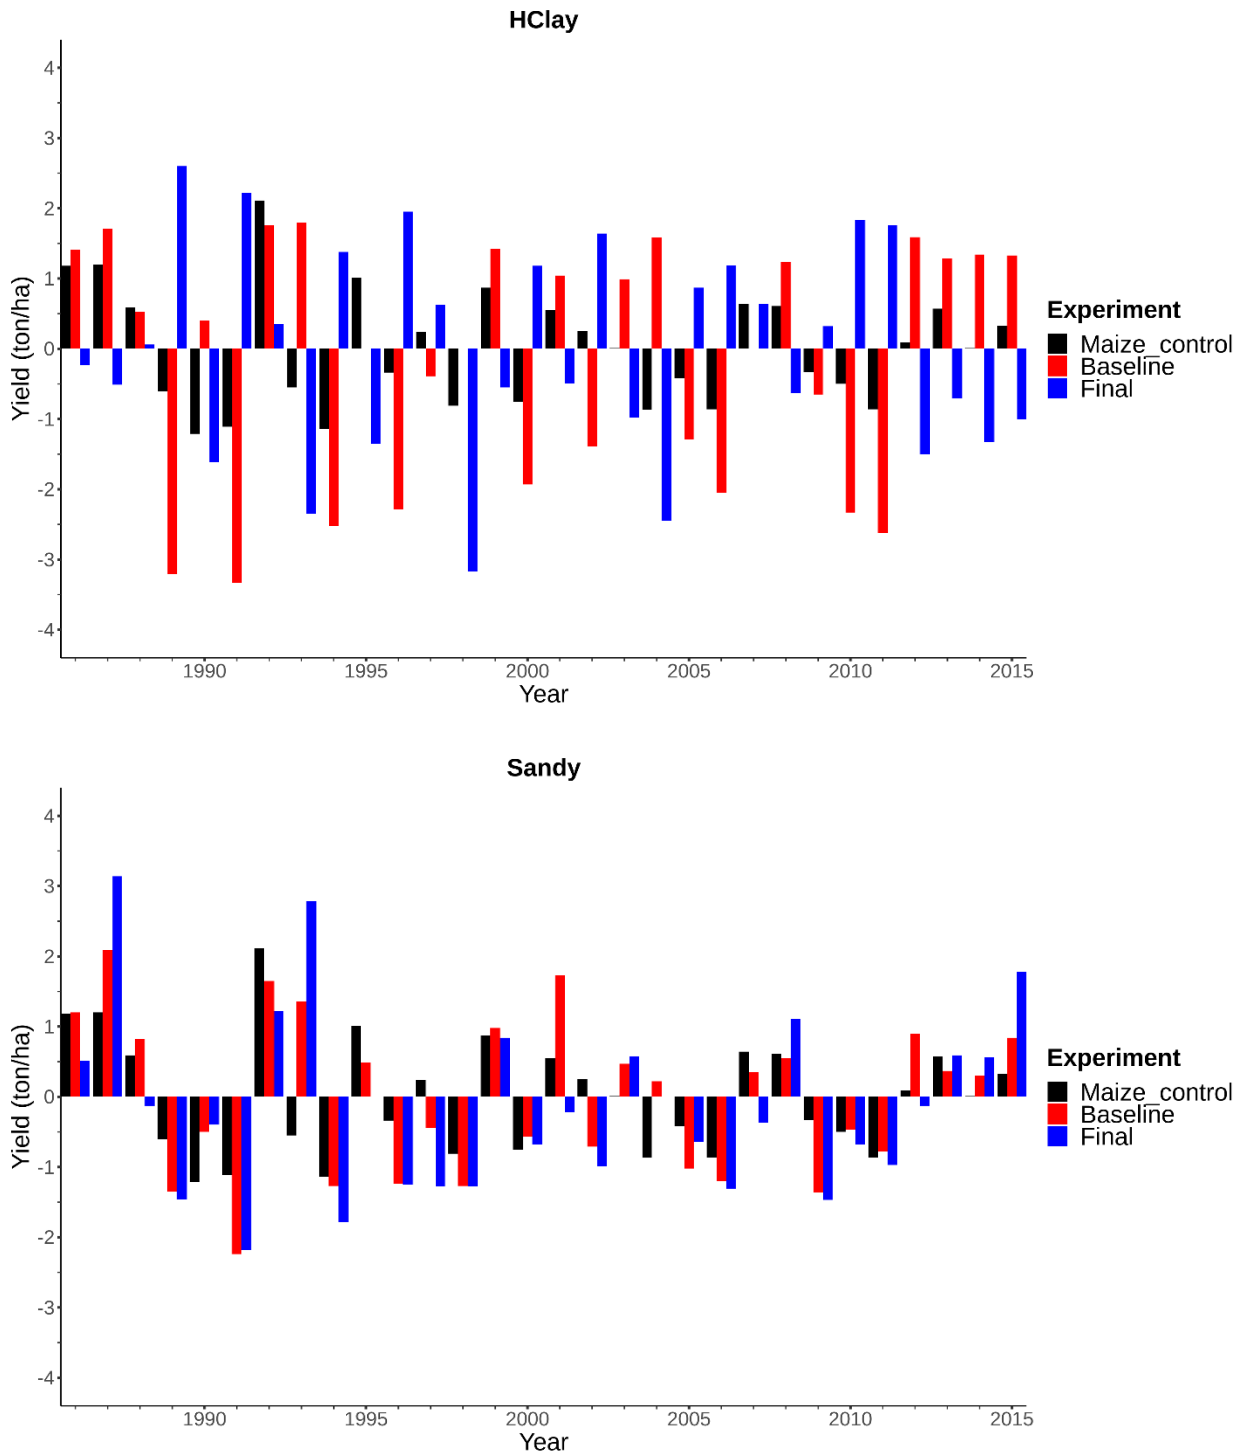 HClay
Yield (ton/ha)
4
3
2
1
0
-1
-2
-3
-4
1990 1995 2000 2005 2010 2015
Year
Experiment
Maize_control
Baseline
Final
Sandy
Yield (ton/ha)
4
3
2
1
0
-1
-2
-3
-4
1990 1995 2000 2005 2010 2015
Year
Experiment
Maize_control
Baseline
Final